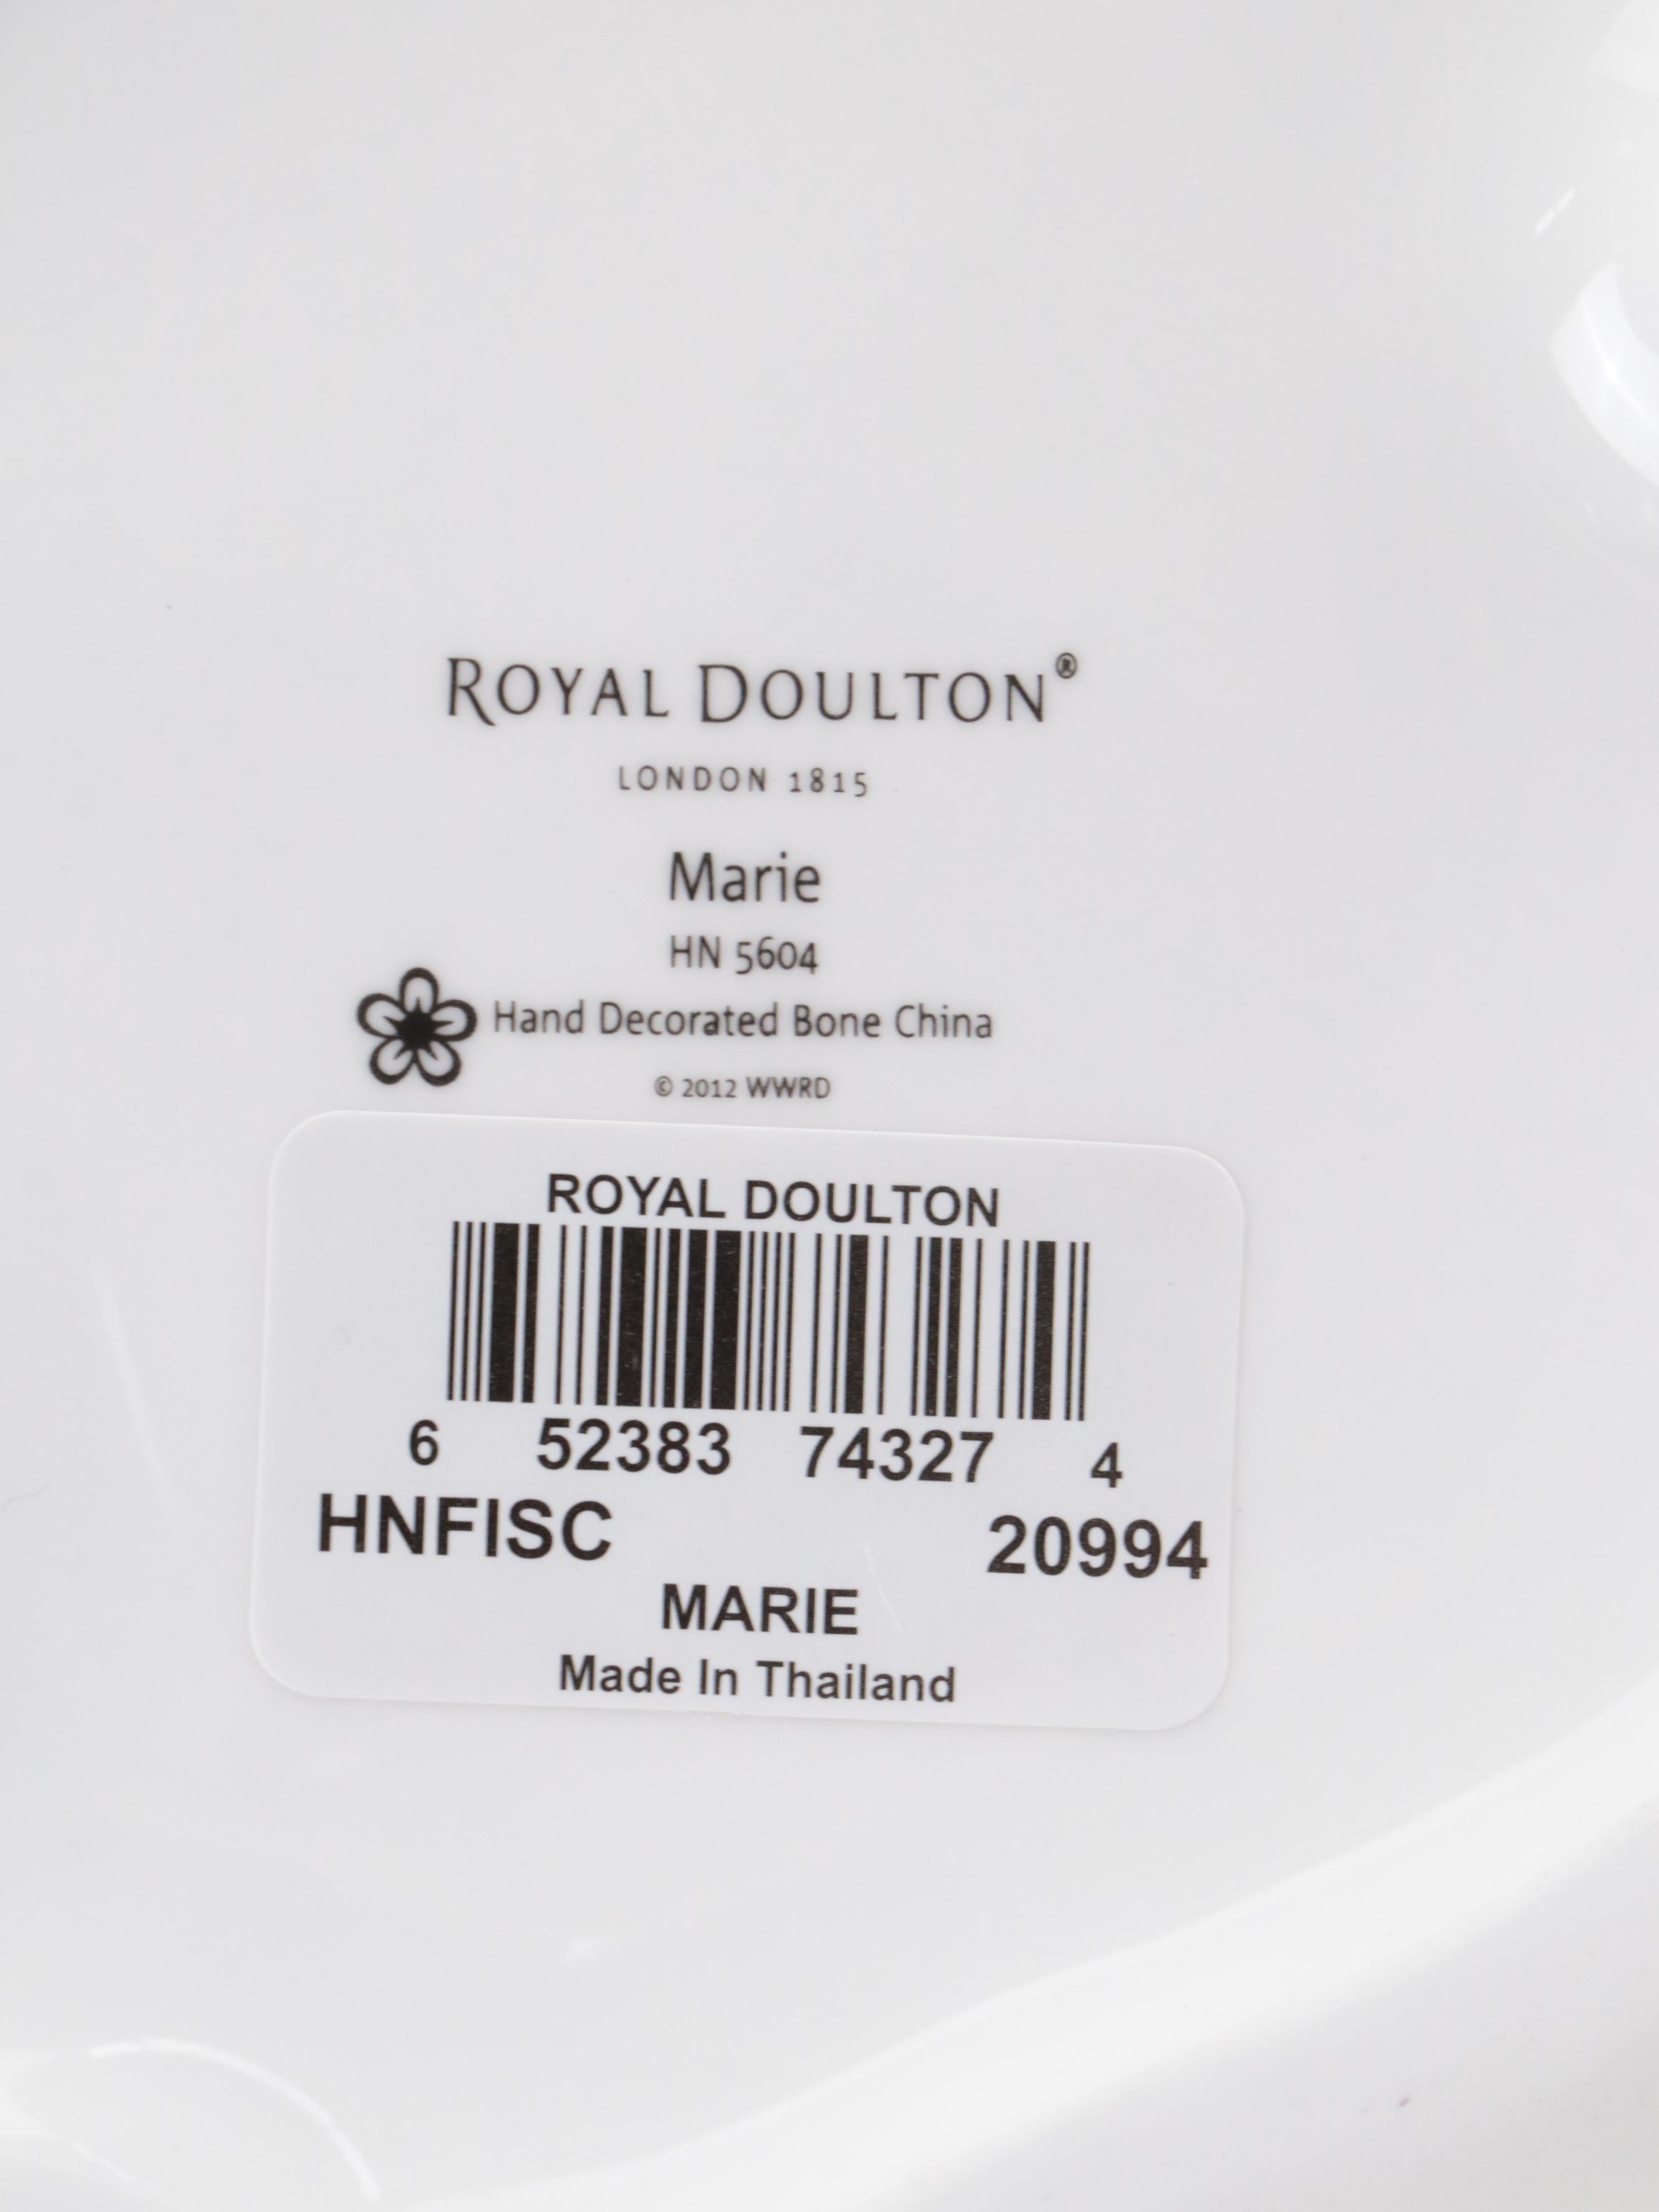 ROYAL DOULTON®
LONDON 1815
Marie
HN 5604
Hand Decorated Bone China
© 2012 WWRD
ROYAL DOULTON
6 52383 74327 4
HNFISC 20994
MARIE
Made In Thailand